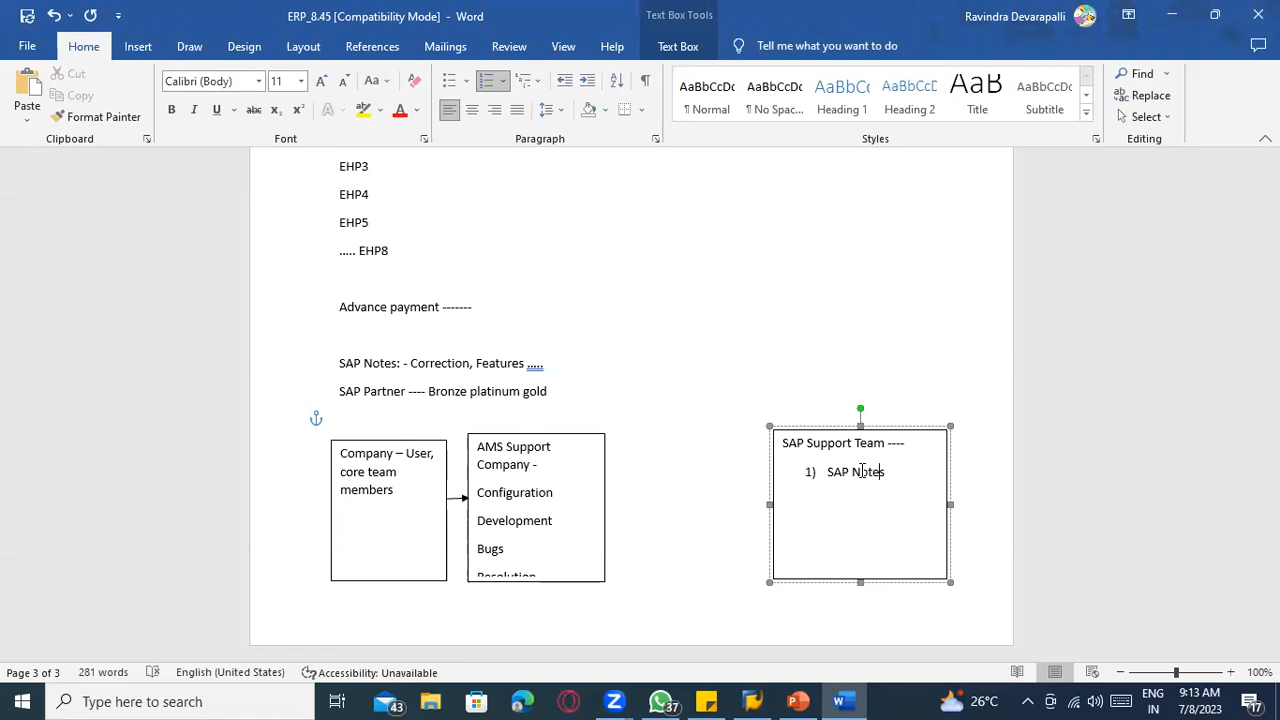 ERP_8.45 [Compatibility Mode] - Word
Text Box Tools
Ravindra Devarapalli
File Home Insert Draw Design Layout References Mailings Review View Help Text Box Tell me what you want to do
Paste
Cut
Copy
Format Painter
Clipboard
Calibri (Body) 11
Font
Paragraph
AaBbCcDc AaBbCcDc AaBbC AaBbCcD AaB AaBbCcD
¶ Normal ¶ No Spac... Heading 1 Heading 2 Title Subtitle
Styles
Find
Replace
Select
Editing
EHP3
EHP4
EHP5
..... EHP8
Advance payment -------
SAP Notes: - Correction, Features .....
SAP Partner ---- Bronze platinum gold
Company – User,
core team
members
AMS Support
Company -
Configuration
Development
Bugs
Resolution
SAP Support Team ----
1) SAP Notes
Page 3 of 3 281 words English (United States) Accessibility: Unavailable 100%
Type here to search
43
37
26°C
ENG
IN
9:13 AM
7/8/2023
17